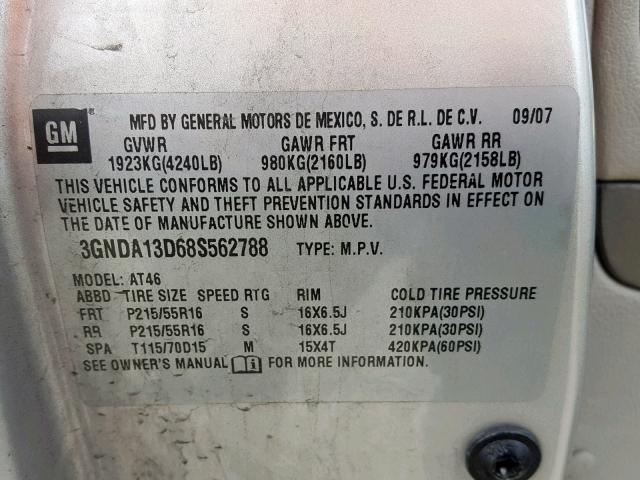 GM
MFD BY GENERAL MOTORS DE MEXICO, S. DE R.L. DE C.V. 09/07
GVWR GAWR FRT GAWR RR
1923KG(4240LB) 980KG(2160LB) 979KG(2158LB)
THIS VEHICLE CONFORMS TO ALL APPLICABLE U.S. FEDERAL MOTOR
VEHICLE SAFETY AND THEFT PREVENTION STANDARDS IN EFFECT ON
THE DATE OF MANUFACTURE SHOWN ABOVE.
3GNDA13D68S562788 TYPE: M.P.V.
MODEL: AT46
ABBD TIRE SIZE SPEED RTG RIM COLD TIRE PRESSURE
FRT P215/55R16 S 16X6.5J 210KPA(30PSI)
RR P215/55R16 S 16X6.5J 210KPA(30PSI)
SPA T115/70D15 M 15X4T 420KPA(60PSI)
SEE OWNER'S MANUAL FOR MORE INFORMATION.